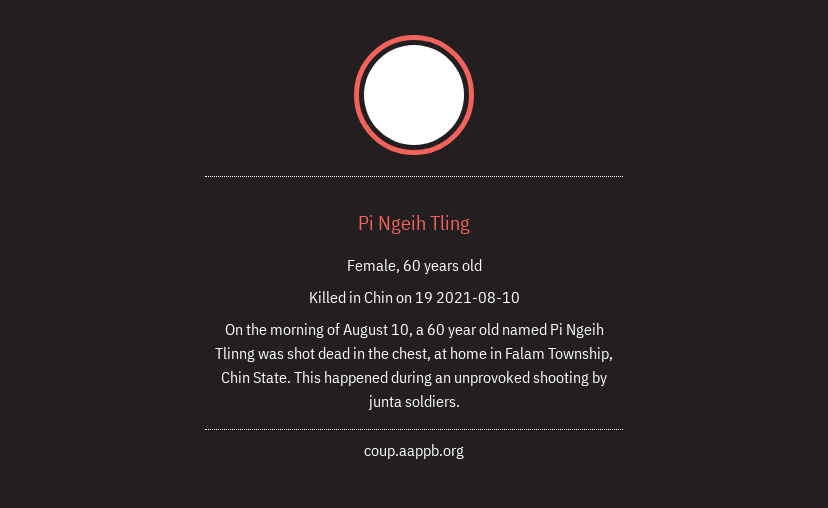 Pi Ngeih Tling
Female, 60 years old
Killed in Chin on 19 2021-08-10
On the morning of August 10, a 60 year old named Pi Ngeih
Tlinng was shot dead in the chest, at home in Falam Township,
Chin State. This happened during an unprovoked shooting by
junta soldiers.
coup.aappb.org